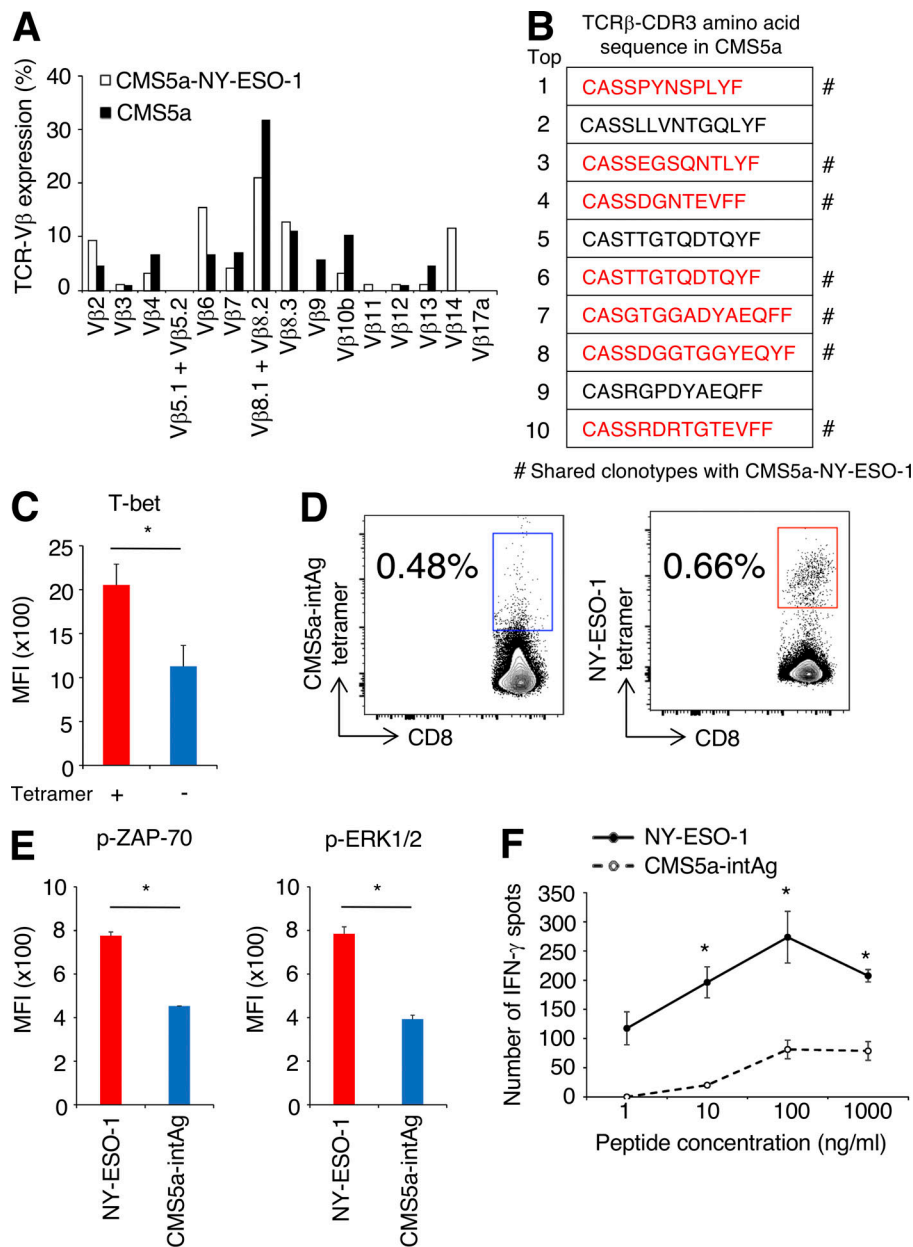 A
TCR-Vβ expression (%)
40
30
20
10
0
CMS5a-NY-ESO-1
CMS5a
Vβ2
Vβ3
Vβ4
Vβ5.1 + Vβ5.2
Vβ6
Vβ7
Vβ8.1 + Vβ8.2
Vβ8.3
Vβ9
Vβ10b
Vβ11
Vβ12
Vβ13
Vβ14
Vβ17a
B
TCRβ-CDR3 amino acid
sequence in CMS5a
Top
1 CASSPYNSPLYF #
2 CASSLLVNTGQLYF
3 CASSEGSQNTLYF #
4 CASSDGNTEVFF #
5 CASTTGTQDTQYF
6 CASTTGTQDTQYF #
7 CASGTGGADYAEQFF #
8 CASSDGGTGGYEQYF #
9 CASRGPDYAEQFF
10 CASSRDRTGTEVFF #
# Shared clonotypes with CMS5a-NY-ESO-1
C
T-bet
*
MFI (x100)
25
20
15
10
5
0
Tetramer + -
D
0.48%
CMS5a-intAg
tetramer
CD8
0.66%
NY-ESO-1
tetramer
CD8
E
p-ZAP-70
*
MFI (x100)
10
8
6
4
2
0
NY-ESO-1
CMS5a-intAg
p-ERK1/2
*
MFI (x100)
10
8
6
4
2
0
NY-ESO-1
CMS5a-intAg
F
NY-ESO-1
CMS5a-intAg
Number of IFN-γ spots
350
300
250
200
150
100
50
0
* * *
1 10 100 1000
Peptide concentration (ng/ml)